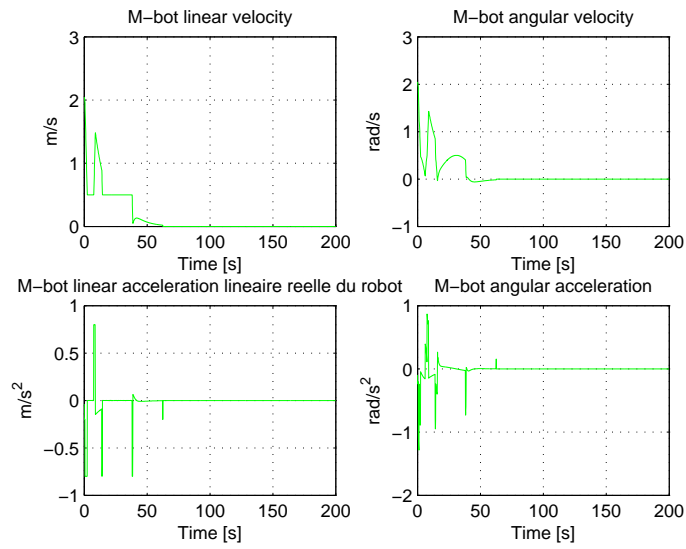 M−bot linear velocity
3
2
1
0
m/s
0 50 100 150 200
Time [s]
M−bot angular velocity
3
2
1
0
−1
rad/s
0 50 100 150 200
Time [s]
M−bot linear acceleration lineaire reelle du robot
1
0.5
0
−0.5
−1
m/s²
0 50 100 150 200
Time [s]
M−bot angular acceleration
1
0
−1
−2
rad/s²
0 50 100 150 200
Time [s]